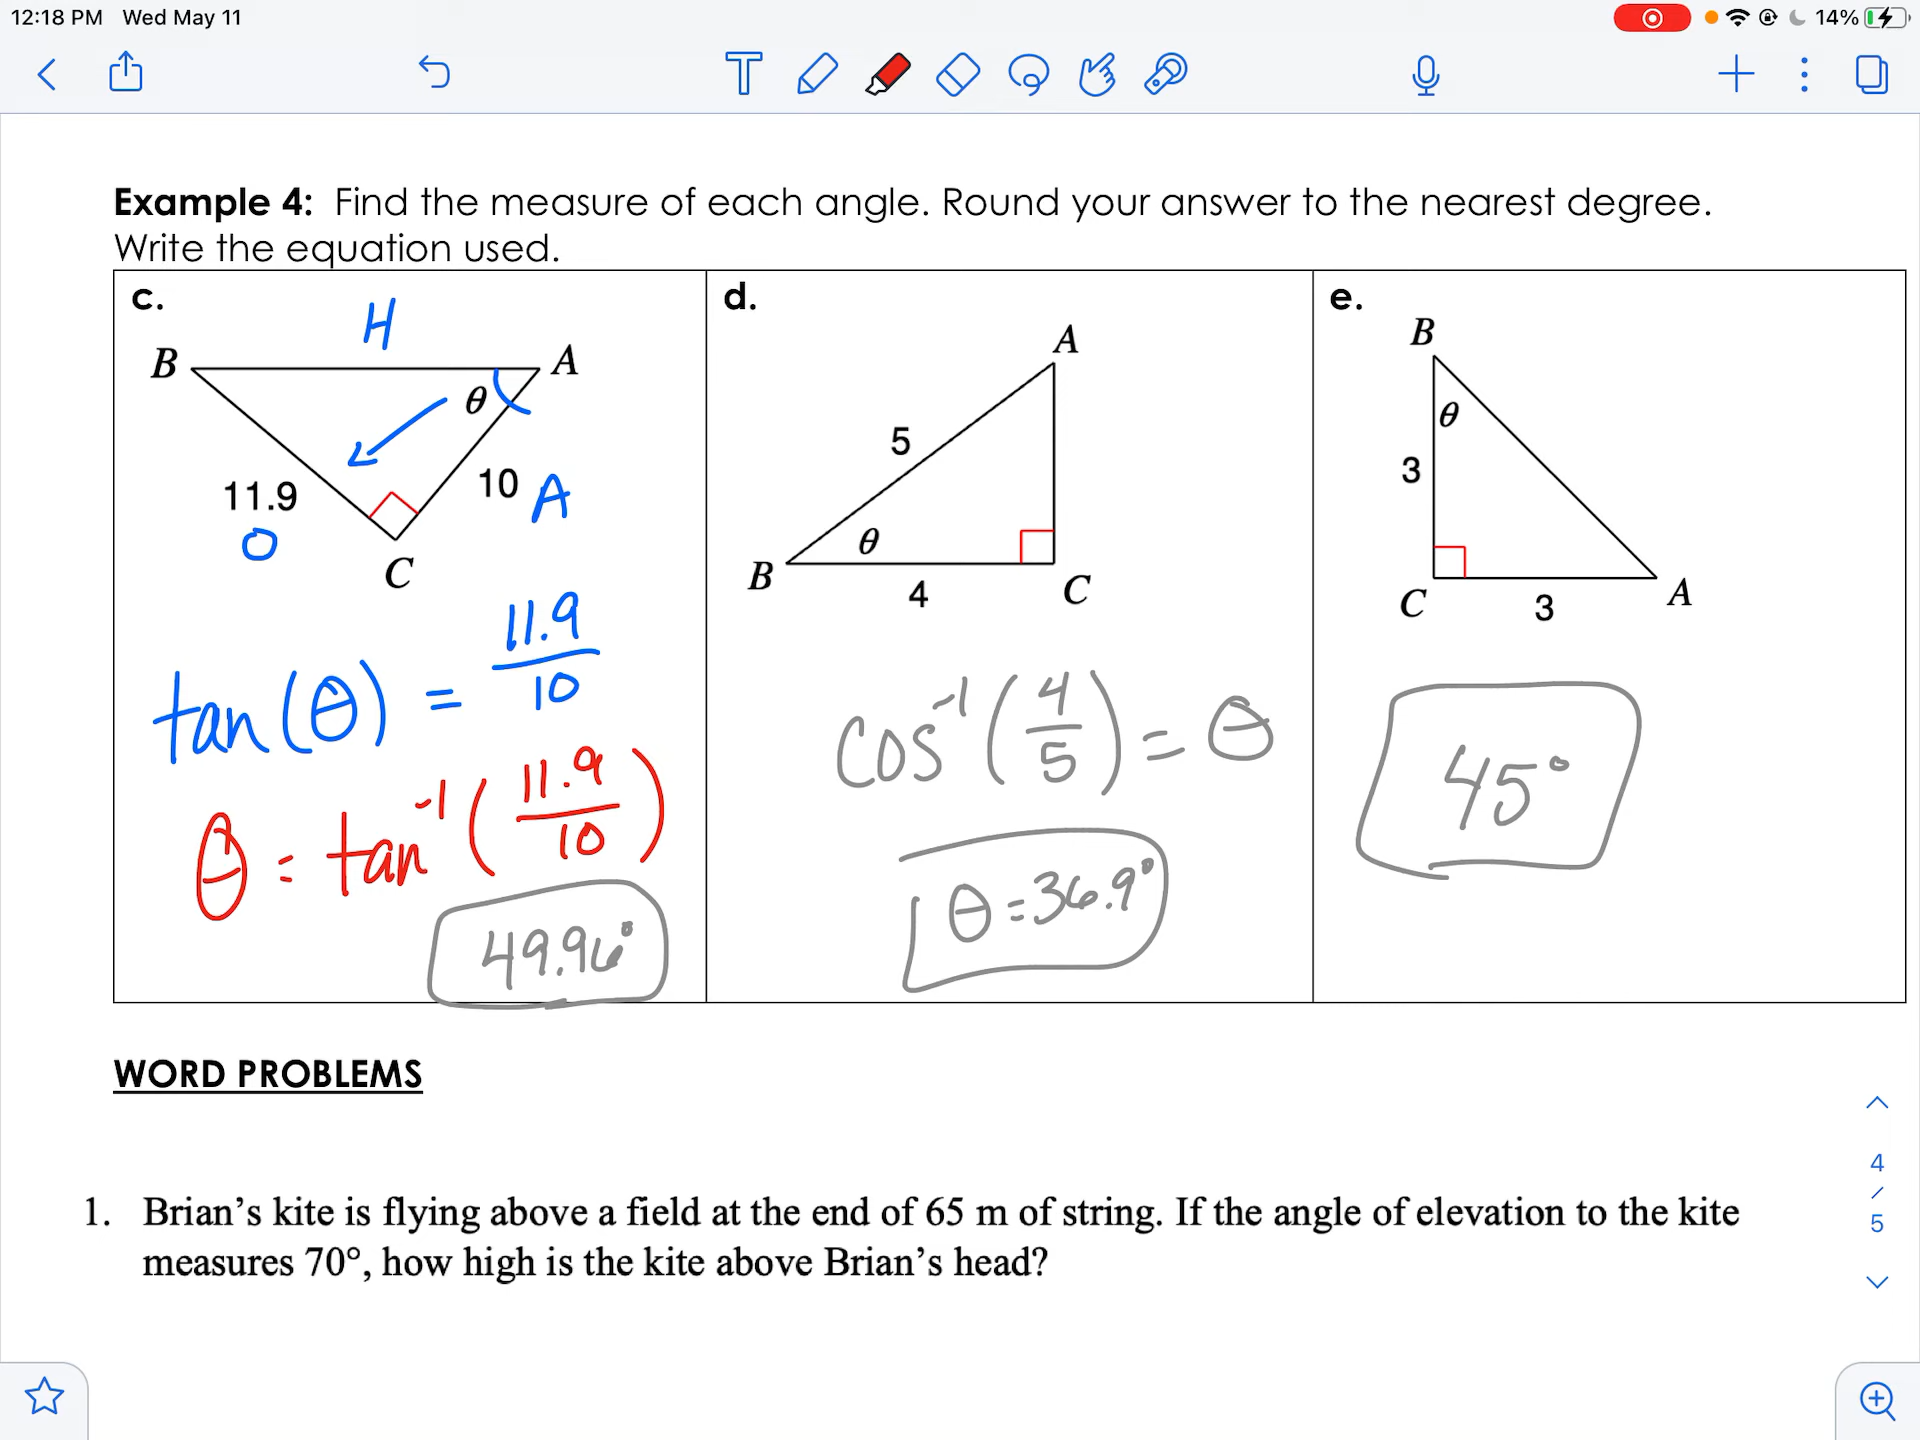 12:18 PM Wed May 11
14%
T
Example 4: Find the measure of each angle. Round your answer to the nearest degree.
Write the equation used.
c.
H
B
A
θ
11.9
O
10
A
C
tan(θ) = 11.9/10
θ = tan⁻¹(11.9/10)
49.96°
d.
A
5
θ
B
4
C
cos⁻¹(4/5) = θ
θ = 36.9°
e.
B
θ
3
C
3
A
45°
WORD PROBLEMS
1. Brian’s kite is flying above a field at the end of 65 m of string. If the angle of elevation to the kite
measures 70°, how high is the kite above Brian’s head?
4
/
5